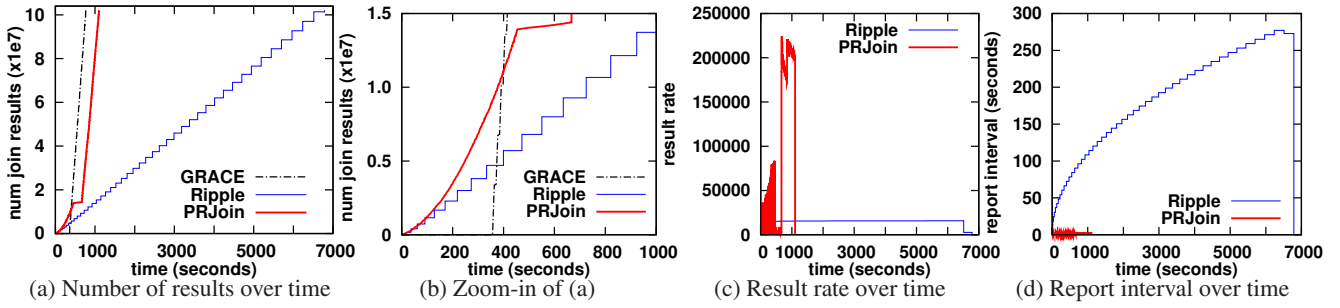 num join results (x1e7)
10
8
6
4
2
0
0 1000 3000 5000 7000
time (seconds)
GRACE
Ripple
PRJoin
(a) Number of results over time
num join results (x1e7)
1.5
1.0
0.5
0.0
0 200 400 600 800 1000
time (seconds)
GRACE
Ripple
PRJoin
(b) Zoom-in of (a)
result rate
250000
200000
150000
100000
50000
0
0 1000 3000 5000 7000
time (seconds)
Ripple
PRJoin
(c) Result rate over time
report interval (seconds)
300
250
200
150
100
50
0
0 1000 3000 5000 7000
time (seconds)
Ripple
PRJoin
(d) Report interval over time